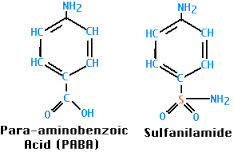 NH2 NH2
C C
HC CH HC CH
HC CH HC CH
C C
C S NH2
O OH O O
Para-aminobenzoic Sulfanilamide
Acid (PABA)